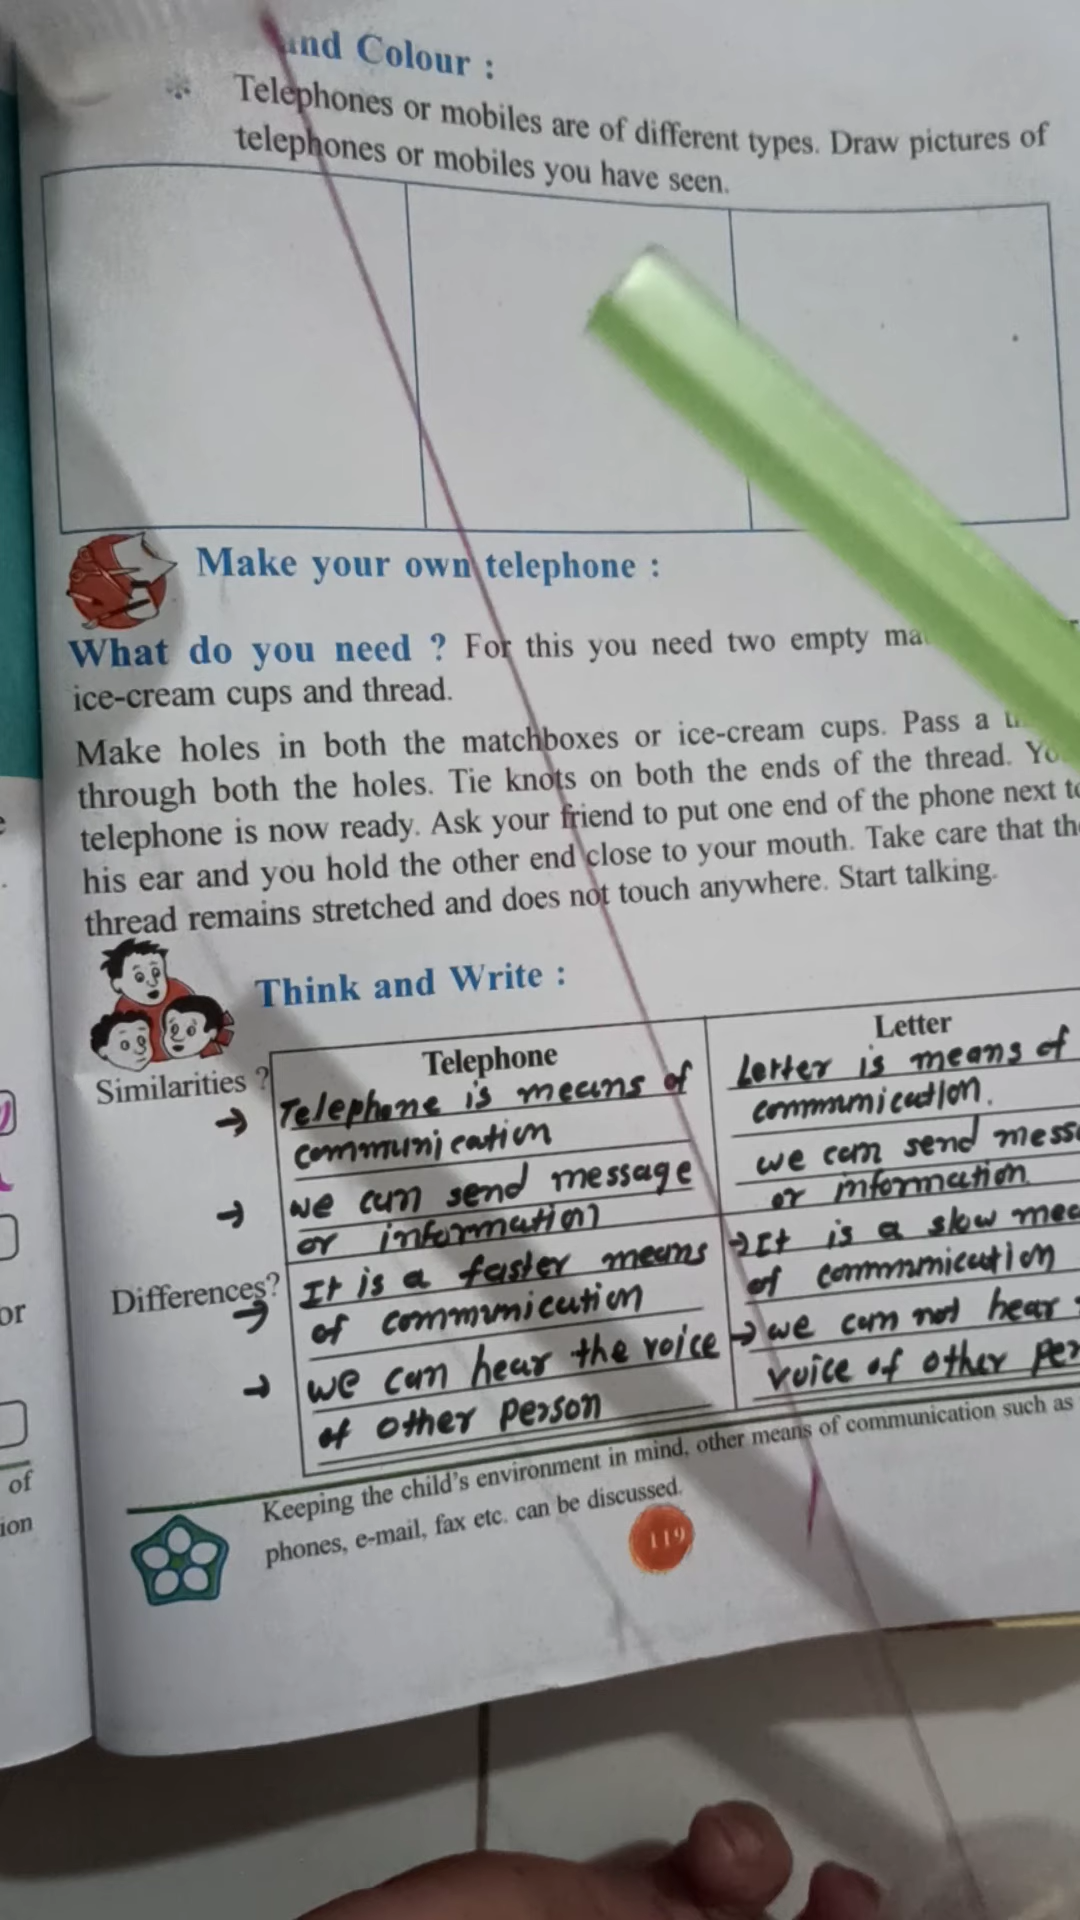 and Colour :
Telephones or mobiles are of different types. Draw pictures of
telephones or mobiles you have seen.
Make your own telephone :
What do you need ? For this you need two empty
ice-cream cups and thread.
Make holes in both the matchboxes or ice-cream cups. Pass a
through both the holes. Tie knots on both the ends of the thread.
telephone is now ready. Ask your friend to put one end of the phone next to
his ear and you hold the other end close to your mouth. Take care that the
thread remains stretched and does not touch anywhere. Start talking.
Think and Write :
Telephone
Letter
Similarities ?
→ Telephone is means of
communication
→ we can send message
or information
Letter is means of
communication.
we can send
or information
Differences?
→ It is a faster means
of communication
→ we can hear the voice
of other person
→ It is a slow
of communication
→ we can not hear
voice of other
Keeping the child's environment in mind, other means of communication such as
phones, e-mail, fax etc. can be discussed.
119
or
of
ion